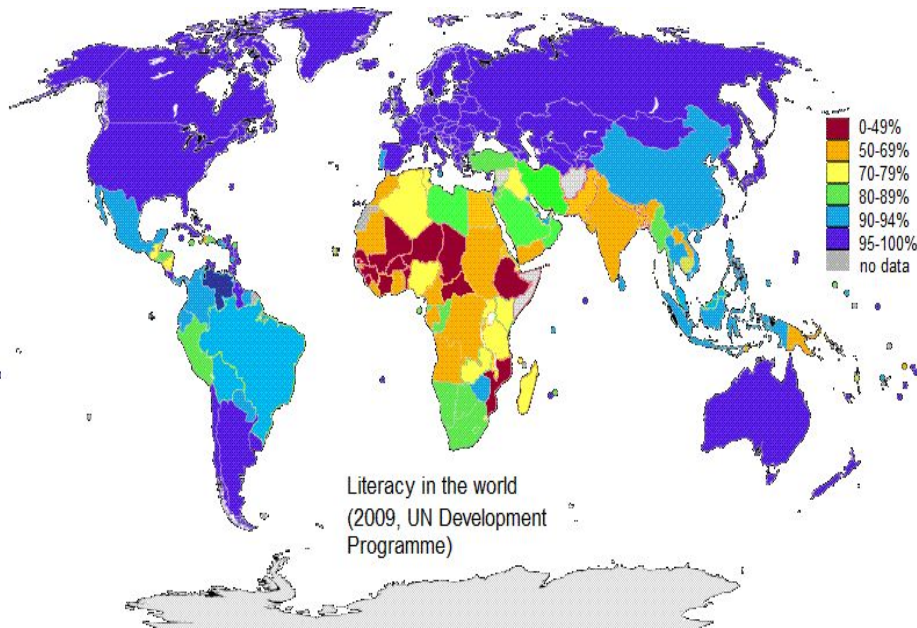 0-49%
50-69%
70-79%
80-89%
90-94%
95-100%
no data
Literacy in the world
(2009, UN Development
Programme)